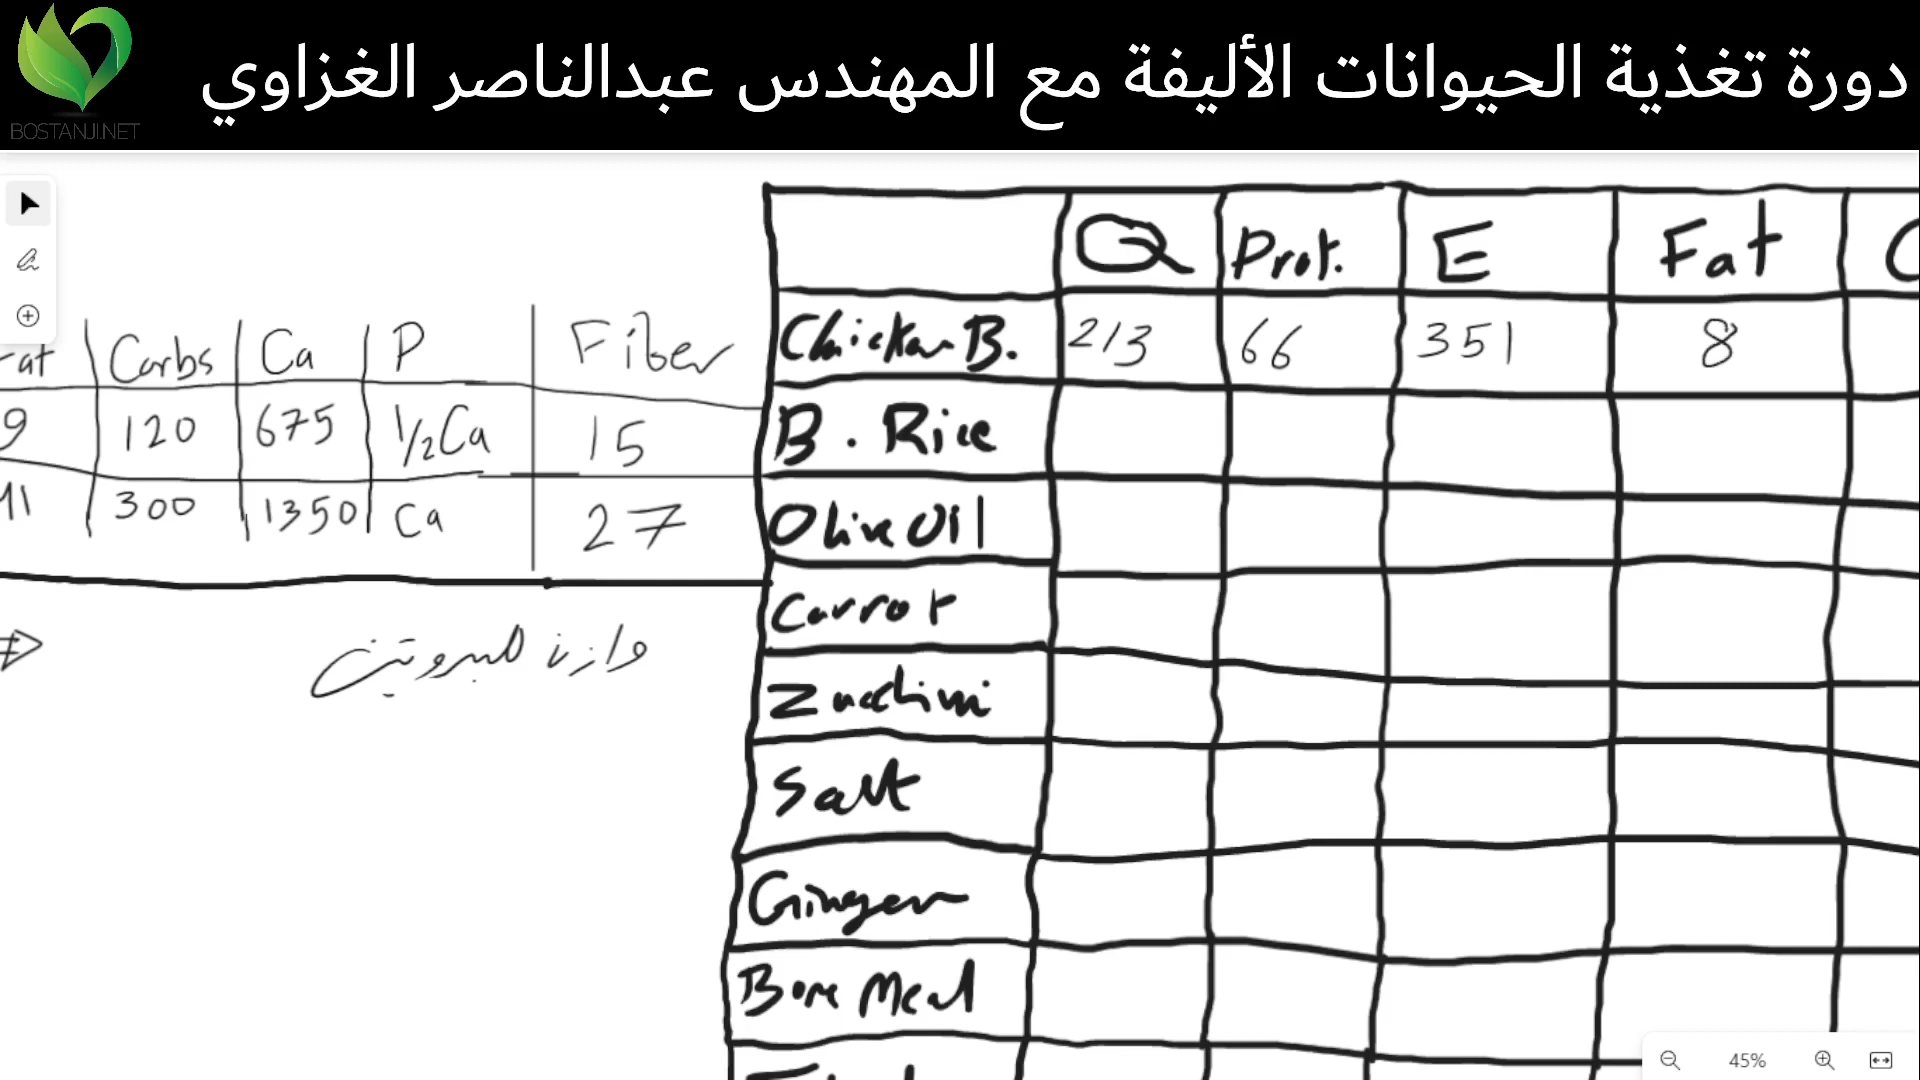 دورة تغذية الحيوانات الأليفة مع المهندس عبدالناصر الغزاوي
BOSTANJI.NET
Fat Carbs Ca P Fiber
9 120 675 1/2Ca 15
300 1350 Ca 27
وازنا البروتين
Q Prot. E Fat
Chicken B. 213 66 351 8
B. Rice
Olive Oil
Carrot
Zucchini
Salt
Ginger
Bone Meal
45%